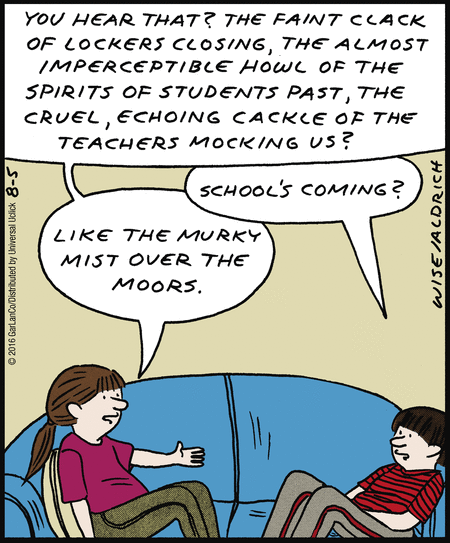 YOU HEAR THAT? THE FAINT CLACK
OF LOCKERS CLOSING, THE ALMOST
IMPERCEPTIBLE HOWL OF THE
SPIRITS OF STUDENTS PAST, THE
CRUEL, ECHOING CACKLE OF THE
TEACHERS MOCKING US?
SCHOOL'S COMING?
LIKE THE MURKY
MIST OVER THE
MOORS.
8-5
© 2016 GarLanCo/Distributed by Universal Uclick
WISE/ALDRICH